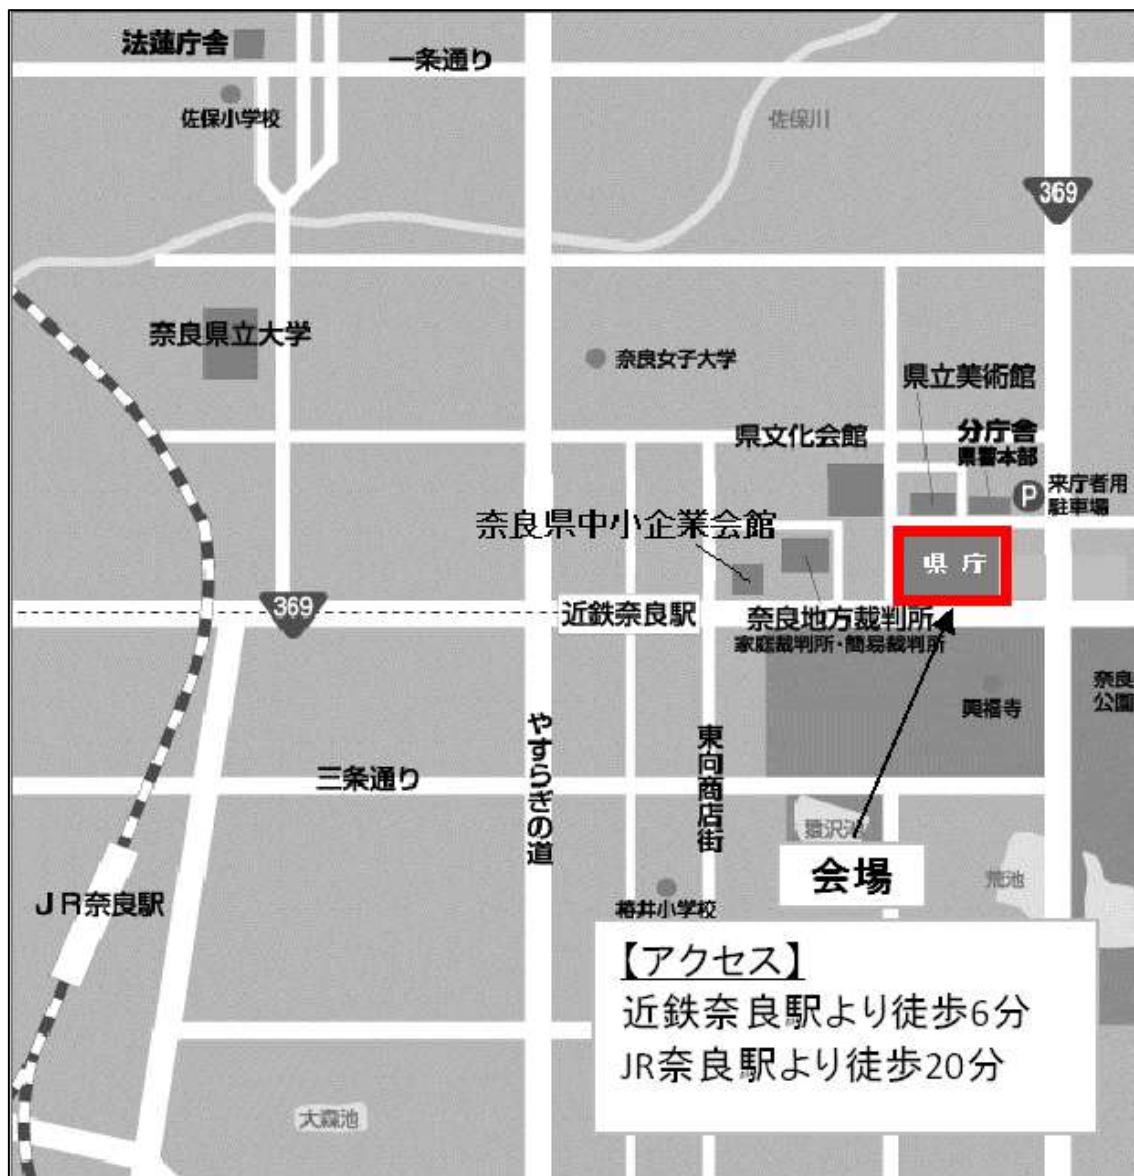 法蓮庁舎
一条通り
佐保小学校
佐保川
369
奈良県立大学
奈良女子大学
県立美術館
県文化会館
分庁舎
県警本部
P
来庁者用
駐車場
奈良県中小企業会館
県 庁
369
近鉄奈良駅
奈良地方裁判所
家庭裁判所・簡易裁判所
興福寺
奈良
公園
やすらぎの道
東向商店街
三条通り
猿沢池
会場
荒池
JR奈良駅
椿井小学校
【アクセス】
近鉄奈良駅より徒歩6分
JR奈良駅より徒歩20分
大森池